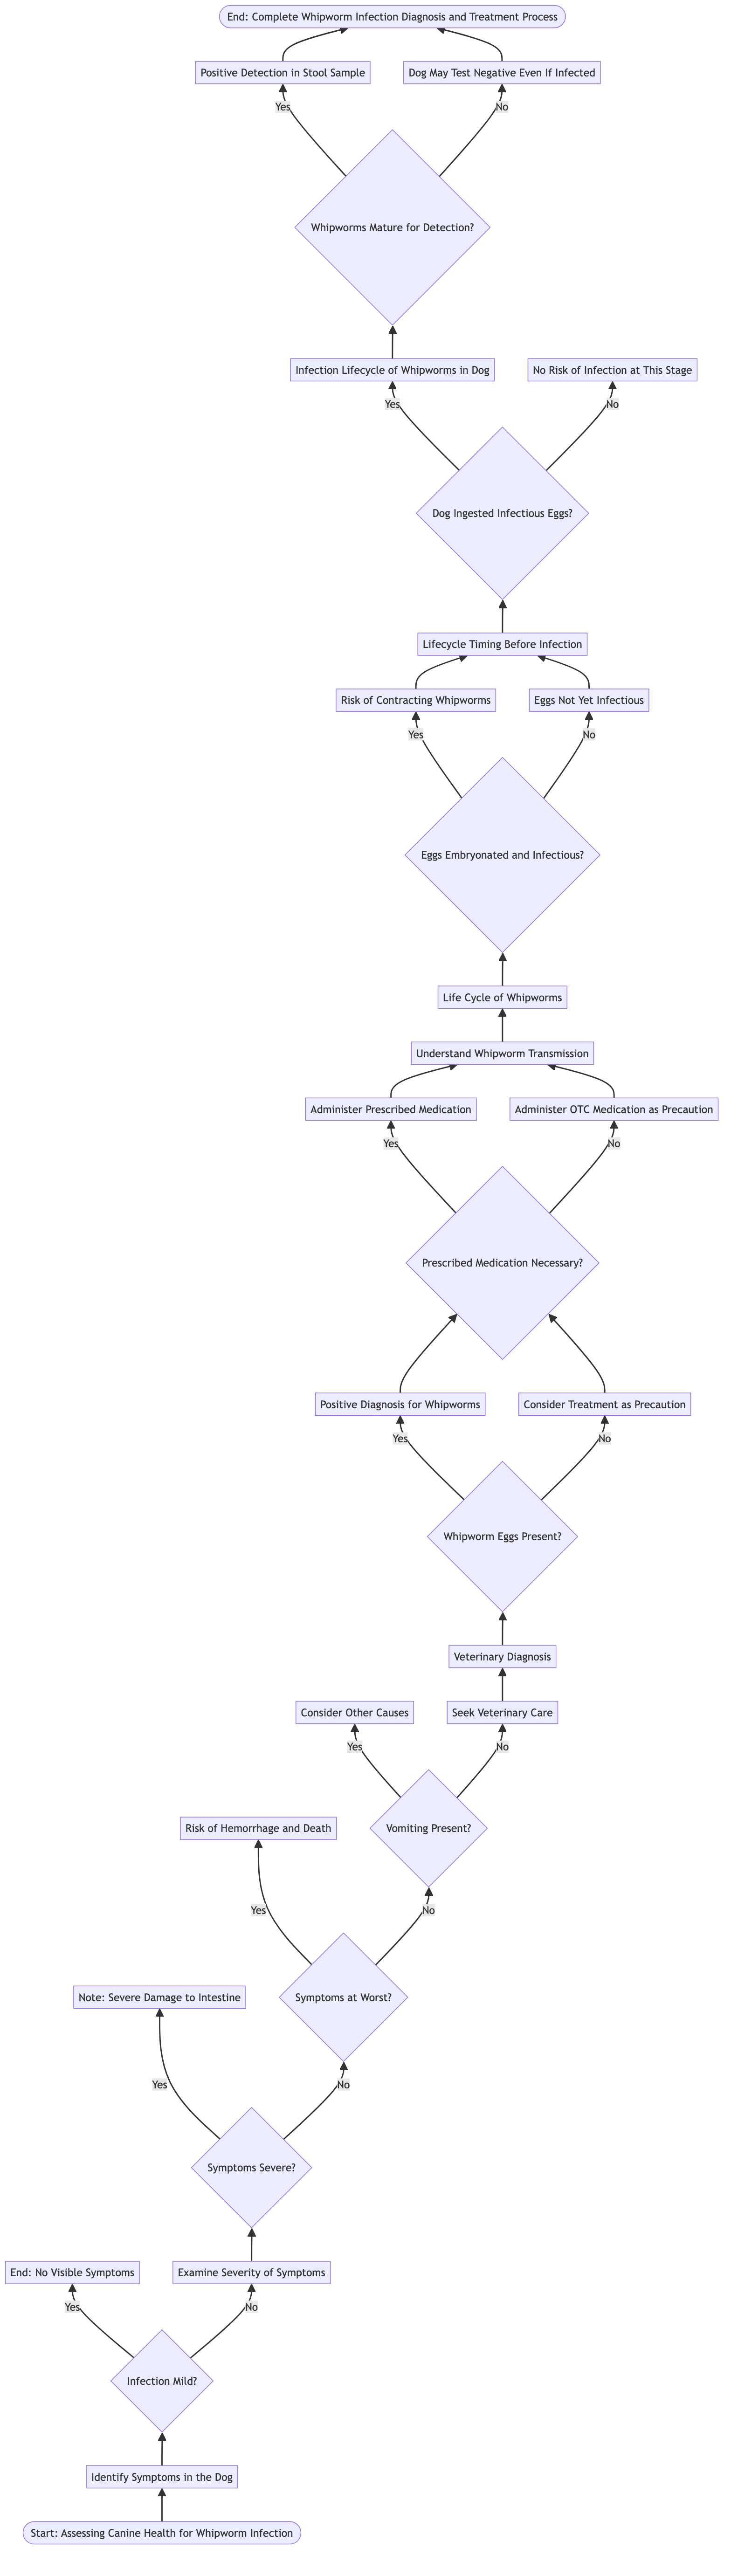 End: Complete Whipworm Infection Diagnosis and Treatment Process
Positive Detection in Stool Sample
Dog May Test Negative Even If Infected
Yes
No
Whipworms Mature for Detection?
Infection Lifecycle of Whipworms in Dog
No Risk of Infection at This Stage
Yes
No
Dog Ingested Infectious Eggs?
Lifecycle Timing Before Infection
Risk of Contracting Whipworms
Eggs Not Yet Infectious
Yes
No
Eggs Embryonated and Infectious?
Life Cycle of Whipworms
Understand Whipworm Transmission
Administer Prescribed Medication
Administer OTC Medication as Precaution
Yes
No
Prescribed Medication Necessary?
Positive Diagnosis for Whipworms
Consider Treatment as Precaution
Yes
No
Whipworm Eggs Present?
Veterinary Diagnosis
Consider Other Causes
Seek Veterinary Care
Yes
No
Vomiting Present?
Risk of Hemorrhage and Death
Yes
No
Symptoms at Worst?
Note: Severe Damage to Intestine
Yes
No
Symptoms Severe?
End: No Visible Symptoms
Examine Severity of Symptoms
Yes
No
Infection Mild?
Identify Symptoms in the Dog
Start: Assessing Canine Health for Whipworm Infection